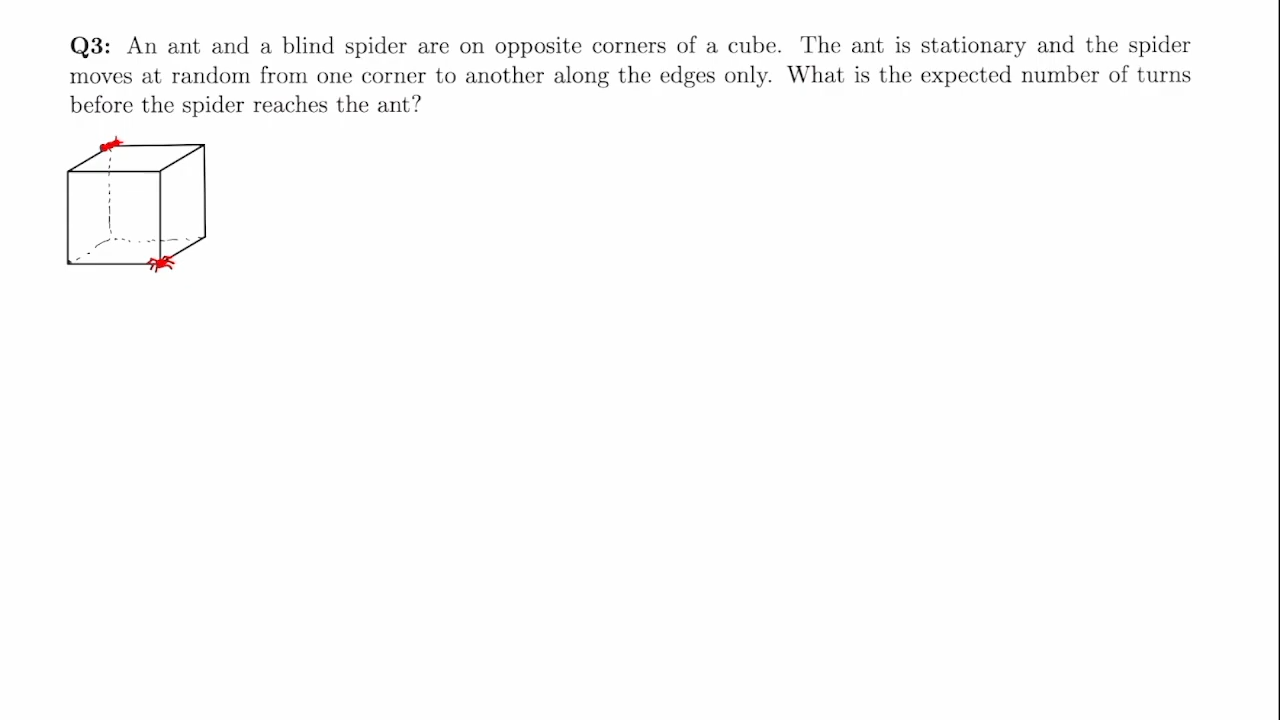 Q3: An ant and a blind spider are on opposite corners of a cube. The ant is stationary and the spider
moves at random from one corner to another along the edges only. What is the expected number of turns
before the spider reaches the ant?